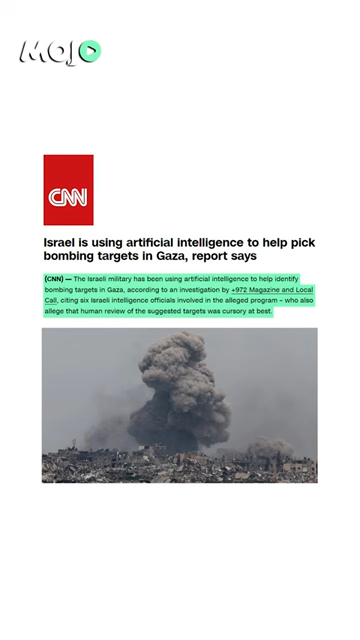 MOJO
CNN
Israel is using artificial intelligence to help pick
bombing targets in Gaza, report says
(CNN) — The Israeli military has been using artificial intelligence to help identify
bombing targets in Gaza, according to an investigation by +972 Magazine and Local
Call, citing six Israeli intelligence officials involved in the alleged program – who also
allege that human review of the suggested targets was cursory at best.